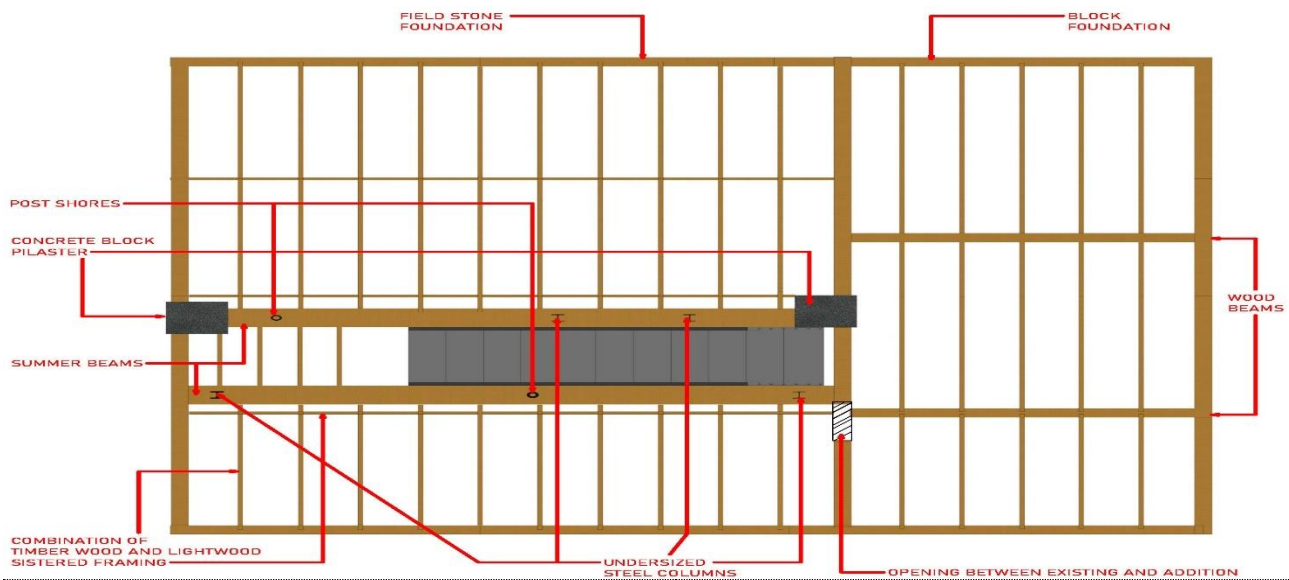 FIELD STONE
FOUNDATION
BLOCK
FOUNDATION
POST SHORES
CONCRETE BLOCK
PILASTER
SUMMER BEAMS
WOOD
BEAMS
COMBINATION OF
TIMBER WOOD AND LIGHTWOOD
SISTERED FRAMING
UNDERSIZED
STEEL COLUMNS
OPENING BETWEEN EXISTING AND ADDITION